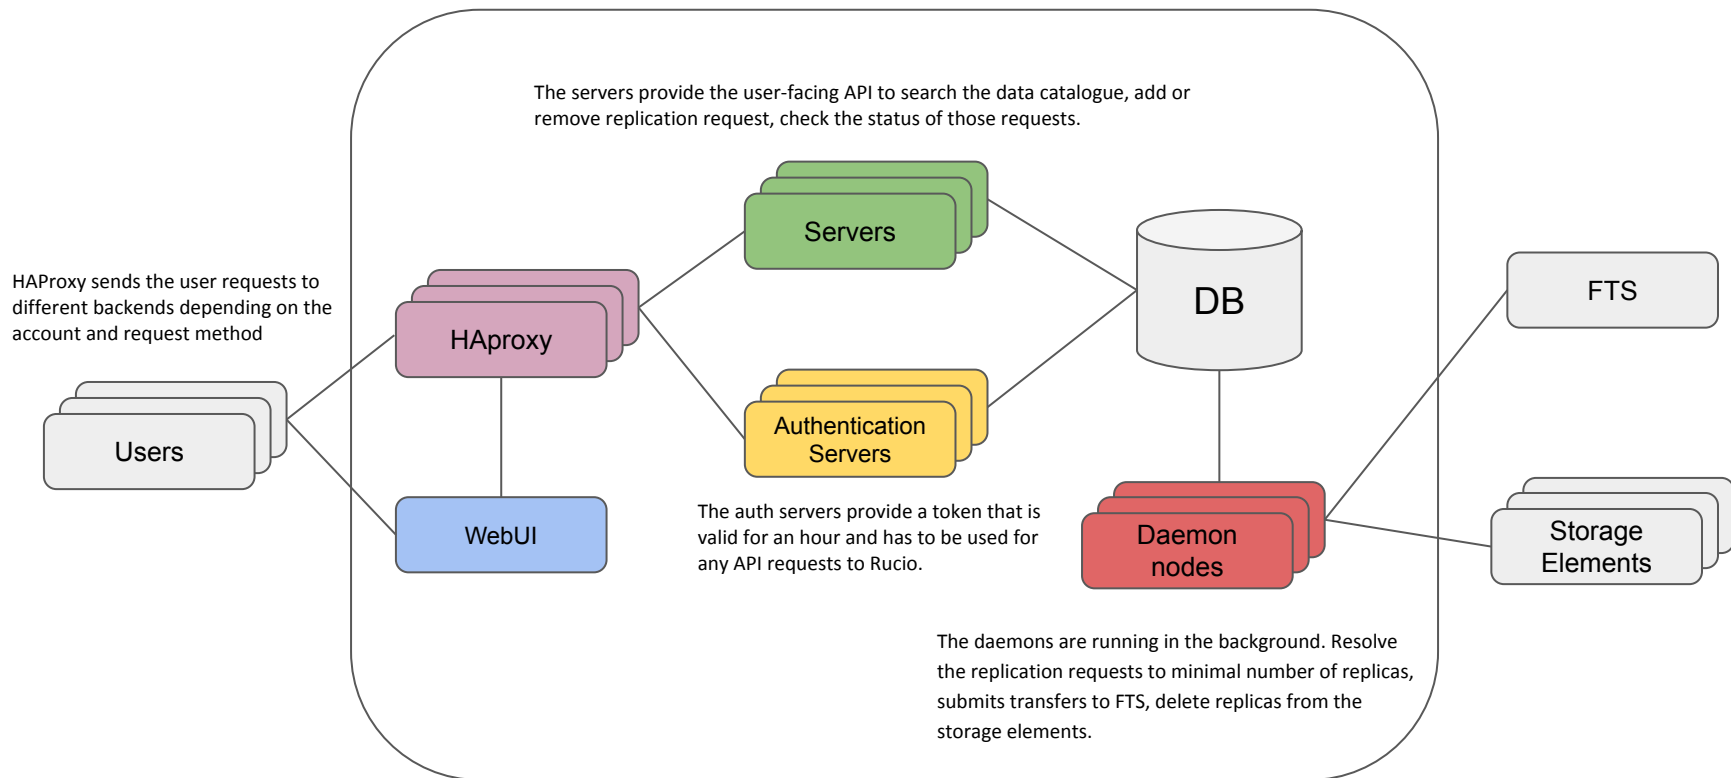 The servers provide the user-facing API to search the data catalogue, add or
remove replication request, check the status of those requests.
Servers
HAProxy sends the user requests to
different backends depending on the
account and request method
HAproxy
DB
FTS
Users
Authentication
Servers
WebUI
The auth servers provide a token that is
valid for an hour and has to be used for
any API requests to Rucio.
Daemon
nodes
Storage
Elements
The daemons are running in the background. Resolve
the replication requests to minimal number of replicas,
submits transfers to FTS, delete replicas from the
storage elements.